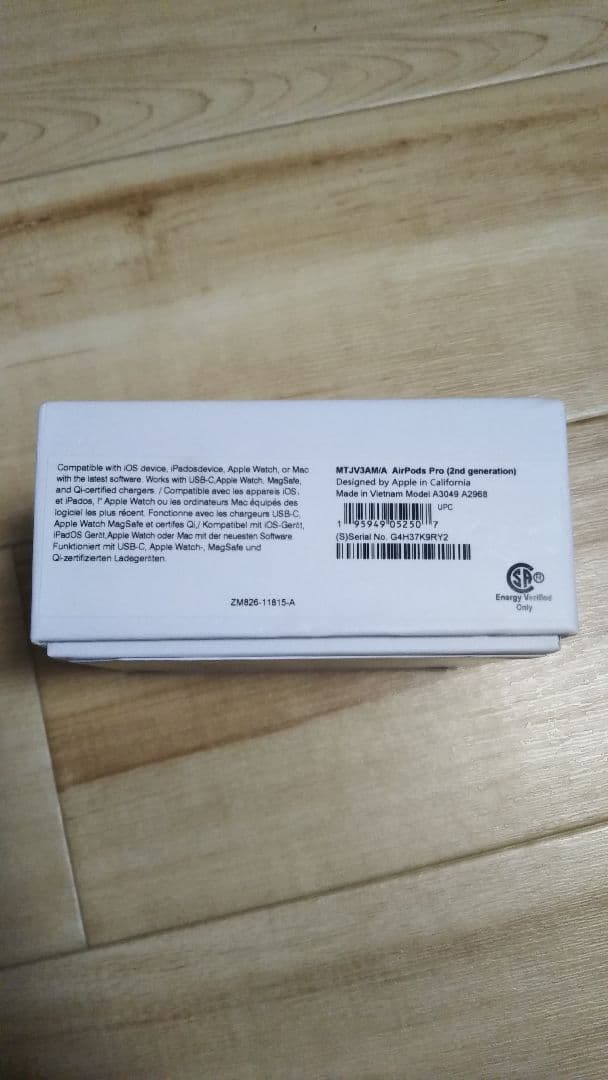 Compatible with iOS device, iPadosdevice, Apple Watch, or Mac
with the latest software. Works with USB-C,Apple Watch, MagSafe,
and Qi-certified chargers. / Compatible avec les appareis iOS.
et iPados, l" Apple Watch ou les ordinateurs Mac équipés des
logiciel les plus récent. Fonctionne avec les chargeurs USB-C,
Apple Watch MagSafe et certifes Qi,/ Kompatibel mit iOS-Gerät,
iPadOS Gerät,Apple Watch oder Mac mit der neuesten Software.
Funktioniert mit USB-C, Apple Watch-, MagSafe und
Qi-zertifizierten Ladegeräten.
ZM826-11815-A
MTJV3AM/A AirPods Pro (2nd generation)
Designed by Apple in California
Made in Vietnam Model A3049 A2968
UPC
1 95949 05250 7
(S)Serial No. G4H37K9RY2
SA®
Energy Verified
Only